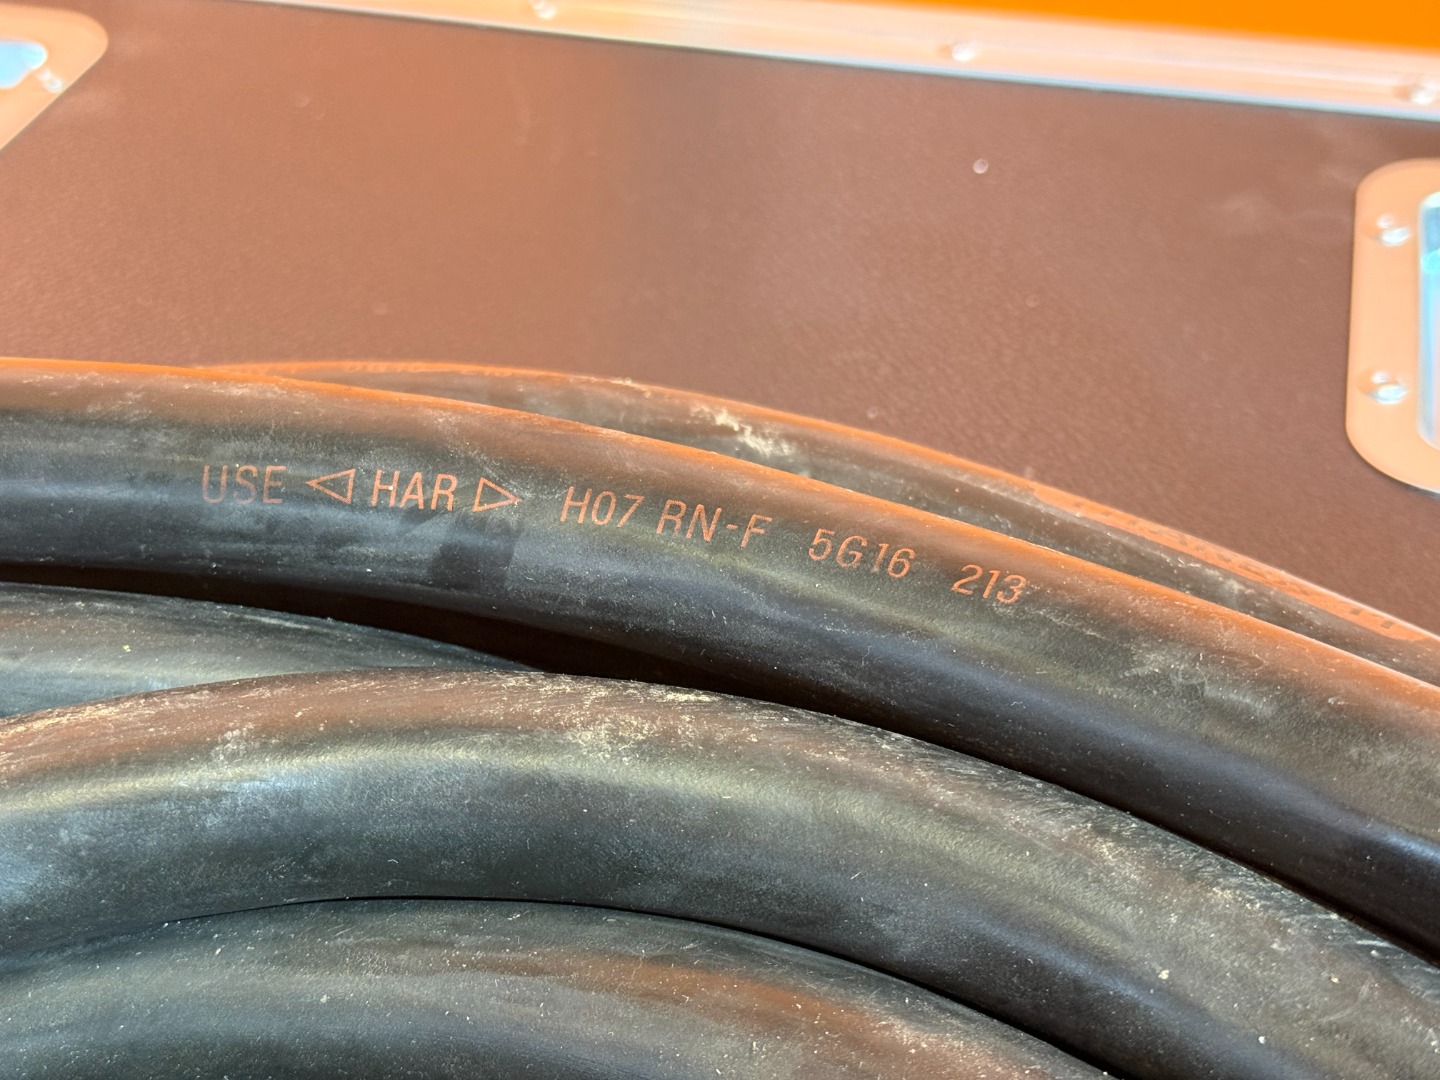 USE ◁ HAR ▷ H07 RN-F 5G16 213